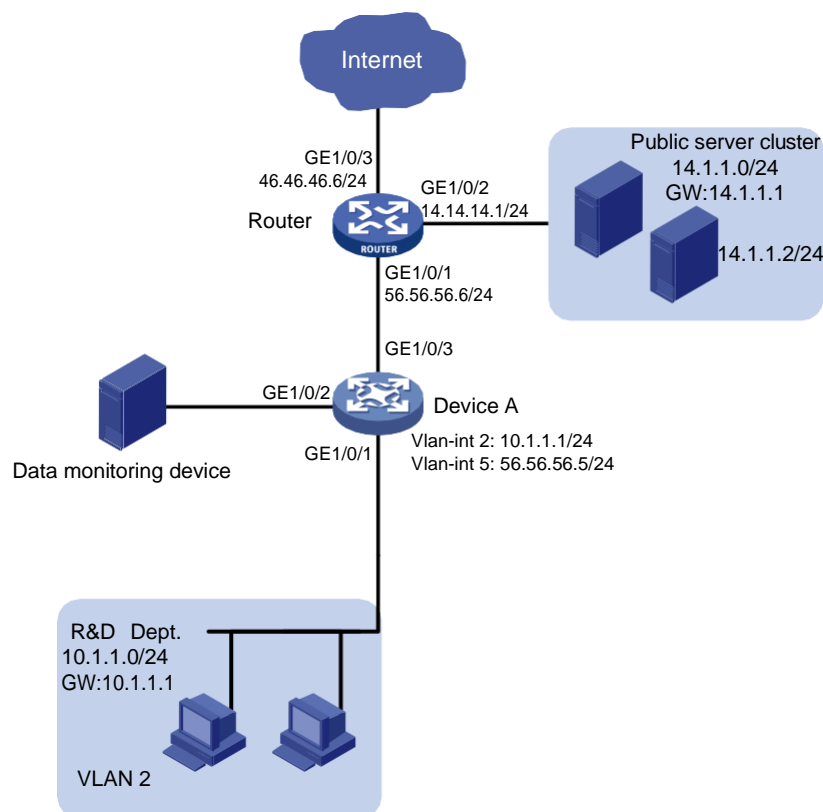 Internet
GE1/0/3
46.46.46.6/24
Router
ROUTER
GE1/0/2
14.14.14.1/24
Public server cluster
14.1.1.0/24
GW:14.1.1.1
14.1.1.2/24
GE1/0/1
56.56.56.6/24
GE1/0/3
GE1/0/2
Device A
Data monitoring device
GE1/0/1
Vlan-int 2: 10.1.1.1/24
Vlan-int 5: 56.56.56.5/24
R&D Dept.
10.1.1.0/24
GW:10.1.1.1
VLAN 2